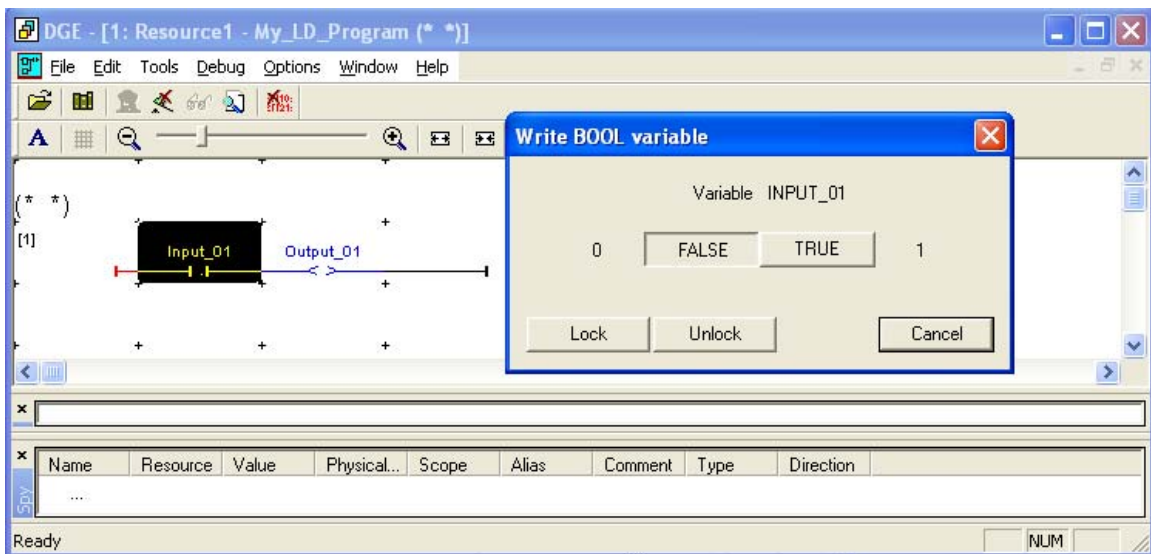 DGE - [1: Resource1 - My_LD_Program (* *)]
File Edit Tools Debug Options Window Help
A
(* *)
[1]
Input_01 Output_01
Write BOOL variable
Variable INPUT_01
0 FALSE TRUE 1
Lock Unlock Cancel
Name Resource Value Physical... Scope Alias Comment Type Direction
...
Spy
Ready NUM